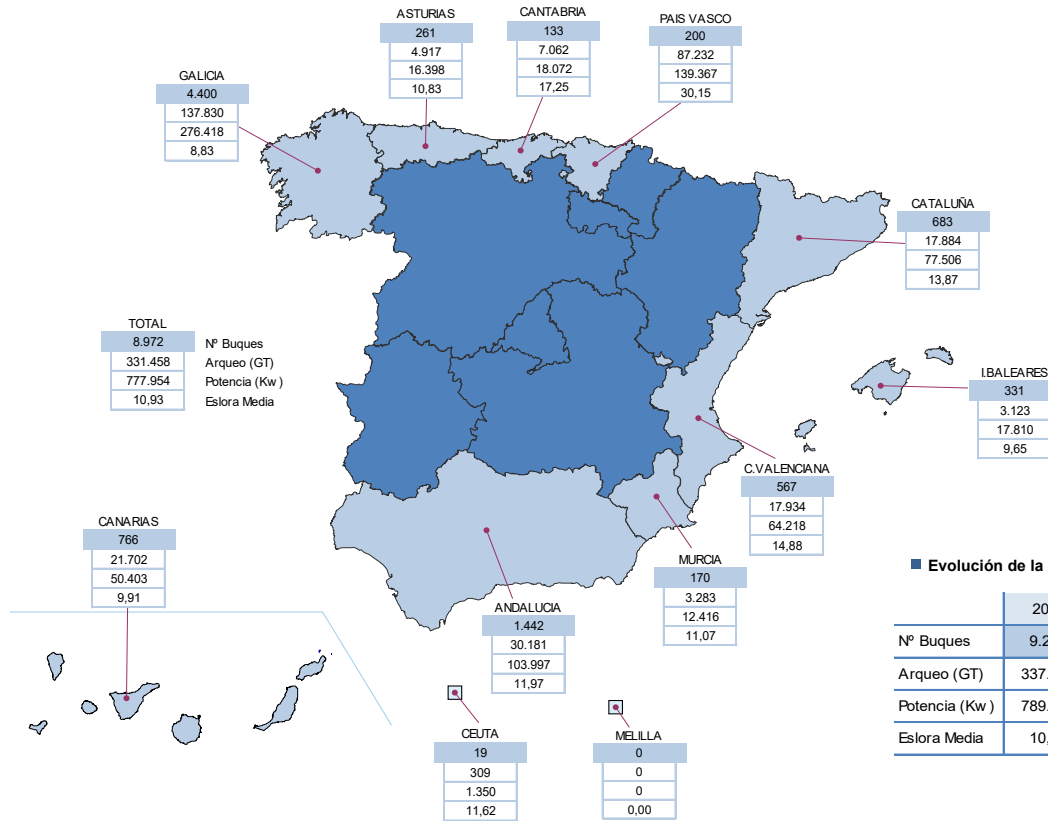 ASTURIAS
261
4.917
16.398
10,83
CANTABRIA
133
7.062
18.072
17,25
PAIS VASCO
200
87.232
139.367
30,15
GALICIA
4.400
137.830
276.418
8,83
CATALUÑA
683
17.884
77.506
13,87
TOTAL
8.972 Nº Buques
331.458 Arqueo (GT)
777.954 Potencia (Kw)
10,93 Eslora Media
I.BALEARES
331
3.123
17.810
9,65
C.VALENCIANA
567
17.934
64.218
14,88
CANARIAS
766
21.702
50.403
9,91
MURCIA
170
3.283
12.416
11,07
ANDALUCIA
1.442
30.181
103.997
11,97
CEUTA
19
309
1.350
11,62
MELILLA
0
0
0
0,00
Evolución de la
20
Nº Buques 9.2
Arqueo (GT) 337.
Potencia (Kw) 789.
Eslora Media 10,